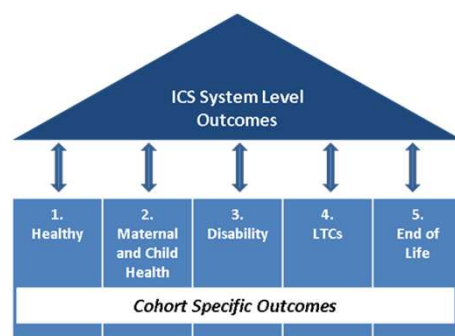 ICS System Level
Outcomes
1.
Healthy
2.
Maternal
and Child
Health
3.
Disability
4.
LTCs
5.
End of
Life
Cohort Specific Outcomes